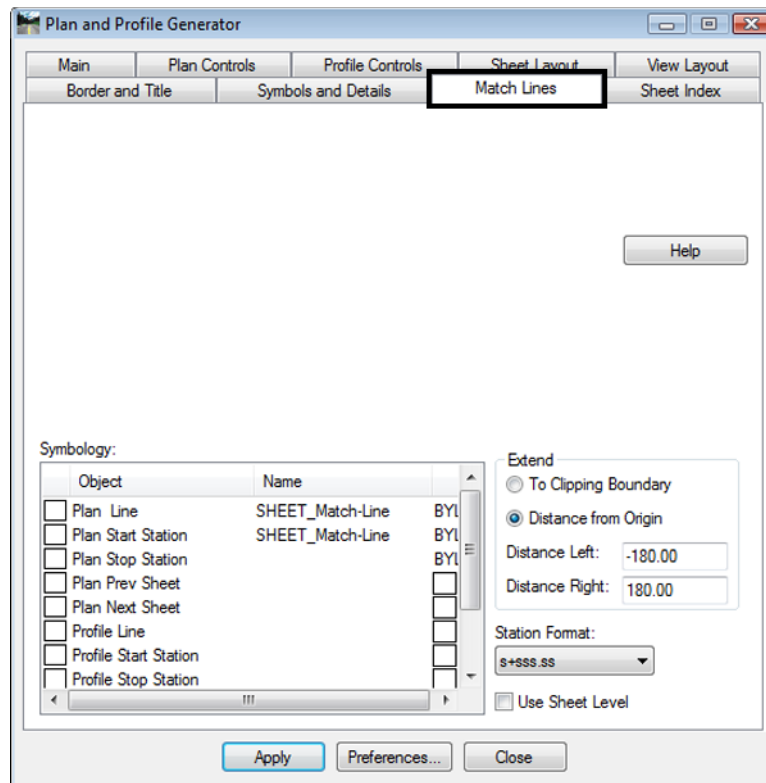 Plan and Profile Generator
Main Plan Controls Profile Controls Sheet Layout View Layout
Border and Title Symbols and Details Match Lines Sheet Index
Help
Symbology:
Object Name
Plan Line SHEET_Match-Line BYL
Plan Start Station SHEET_Match-Line BYL
Plan Stop Station BYL
Plan Prev Sheet
Plan Next Sheet
Profile Line
Profile Start Station
Profile Stop Station
Extend
To Clipping Boundary
Distance from Origin
Distance Left: -180.00
Distance Right: 180.00
Station Format:
s+sss.ss
Use Sheet Level
Apply Preferences... Close